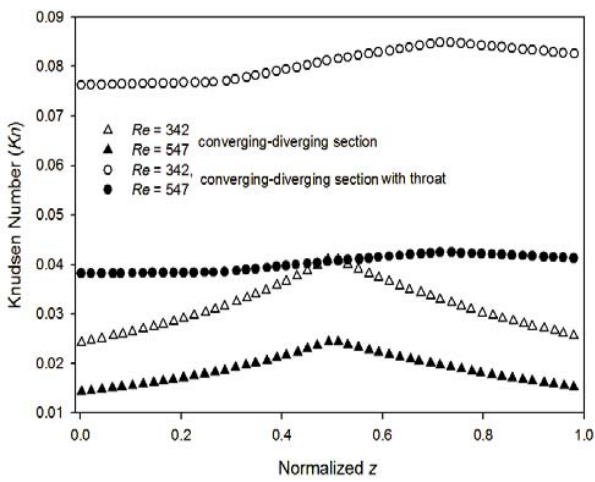 0.09
0.08
0.07
0.06
0.05
0.04
0.03
0.02
0.01
Knudsen Number (Kn)
Re = 342
Re = 547
converging-diverging section
Re = 342,
Re = 547
converging-diverging section with throat
0.0 0.2 0.4 0.6 0.8 1.0
Normalized z